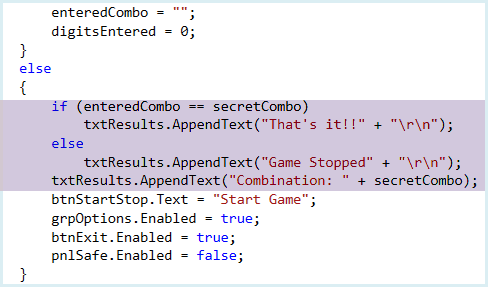 enteredCombo = "";
digitsEntered = 0;
}
else
{
if (enteredCombo == secretCombo)
txtResults.AppendText("That's it!!" + "\r\n");
else
txtResults.AppendText("Game Stopped" + "\r\n");
txtResults.AppendText("Combination: " + secretCombo);
btnStartStop.Text = "Start Game";
grpOptions.Enabled = true;
btnExit.Enabled = true;
pnlSafe.Enabled = false;
}